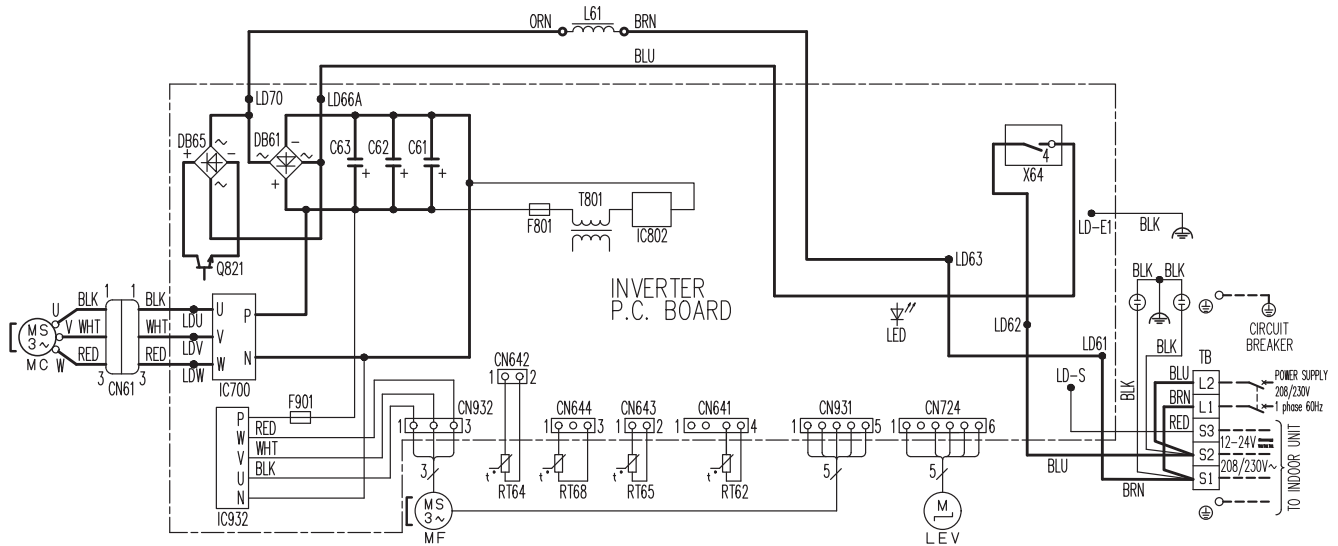 ORN L61 BRN
BLU
LD70 LD66A
DB65 DB61 C63 C62 C61
+ ~ - ~ - ~ + ~ + + +
4
X64
T801
F801 IC802
LD-E1 BLK
Q821
INVERTER
P.C. BOARD
LD63
LED
LD62
LD61
LD-S
BLK BLK
BLK
BLK
CIRCUIT
BREAKER
U BLK 1 1 BLK LDU U P
MS
3~
V WHT WHT LDV V
MC W RED 3 3 RED LDW W N
CN61
IC700
TB
BLU L2 POWER SUPPLY
208/230V
BRN L1 1 phase 60Hz
RED S3
12-24V
S2
208/230V~
S1
TO INDOOR UNIT
BLU
BRN
CN642
1 2
CN932 CN644 CN643 CN641 CN931 CN724
1 3 1 3 1 2 1 4 1 5 1 6
P F901
W RED
V WHT
U BLK
N
IC932
3 t° t° t° t° 5 5
RT64 RT68 RT65 RT62
MS
3~
MF
M
LEV